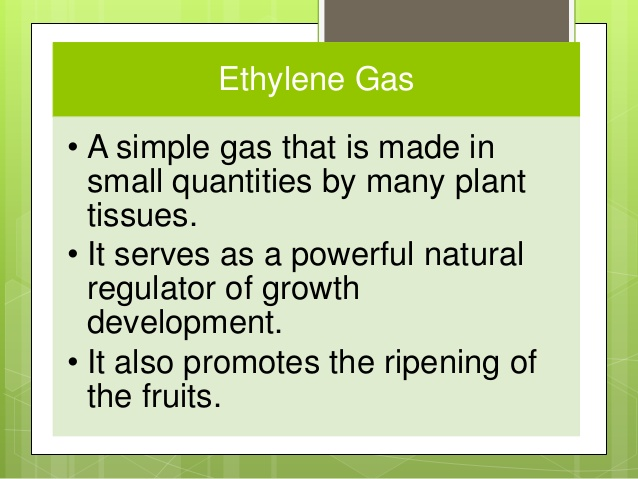 Ethylene Gas
• A simple gas that is made in
small quantities by many plant
tissues.
• It serves as a powerful natural
regulator of growth
development.
• It also promotes the ripening of
the fruits.